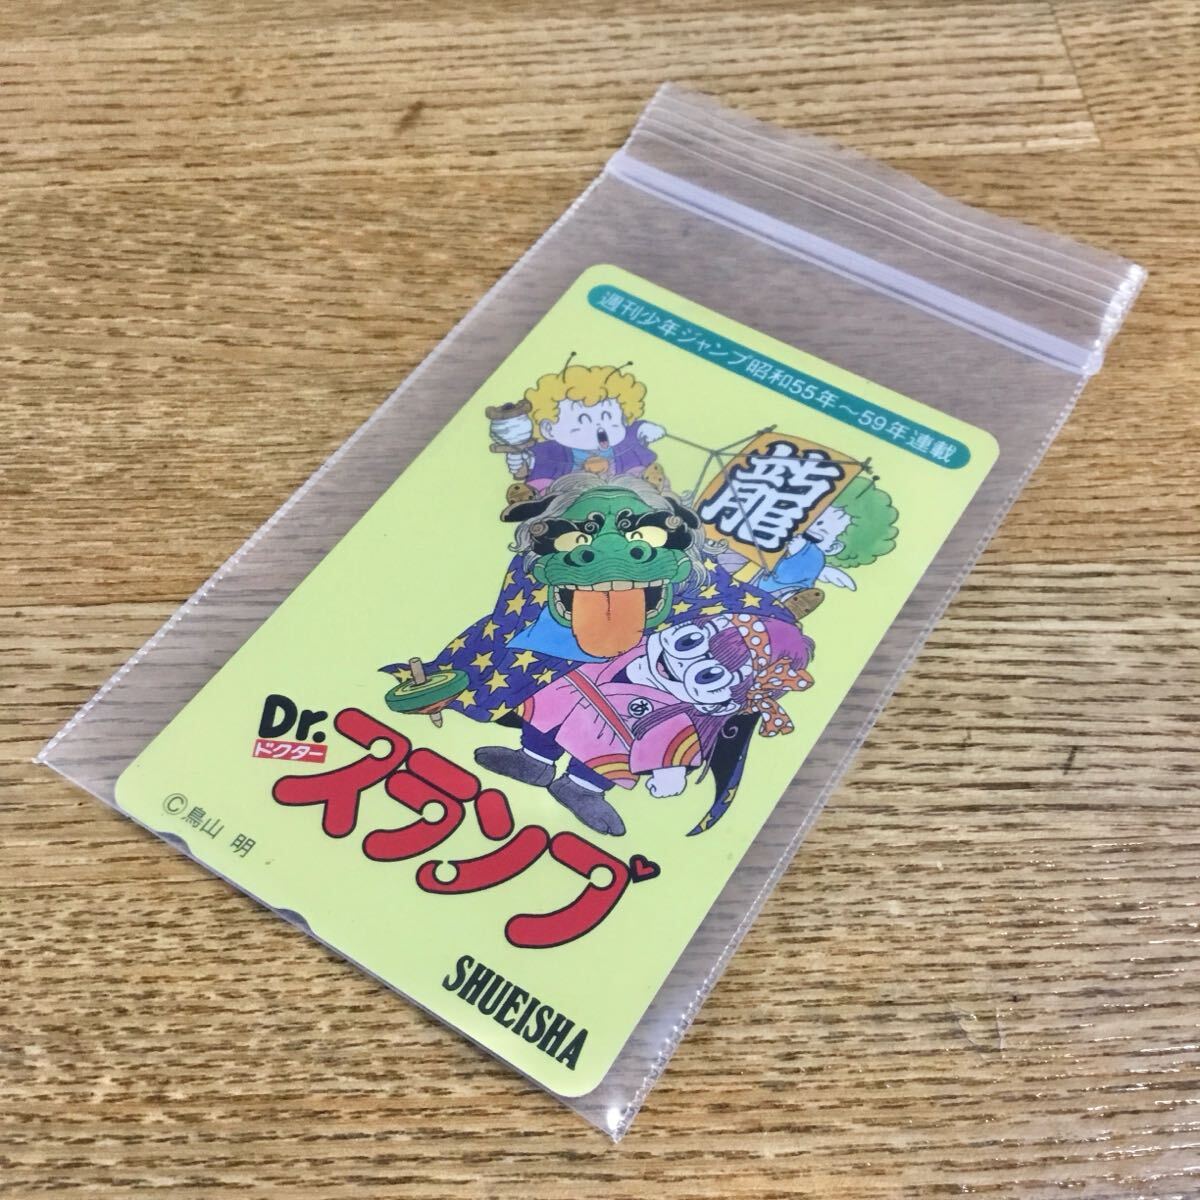 週刊少年ジャンプ昭和55年～59年連載
龍
め
Dr.
ドクター
スランプ
©鳥山 明
SHUEISHA